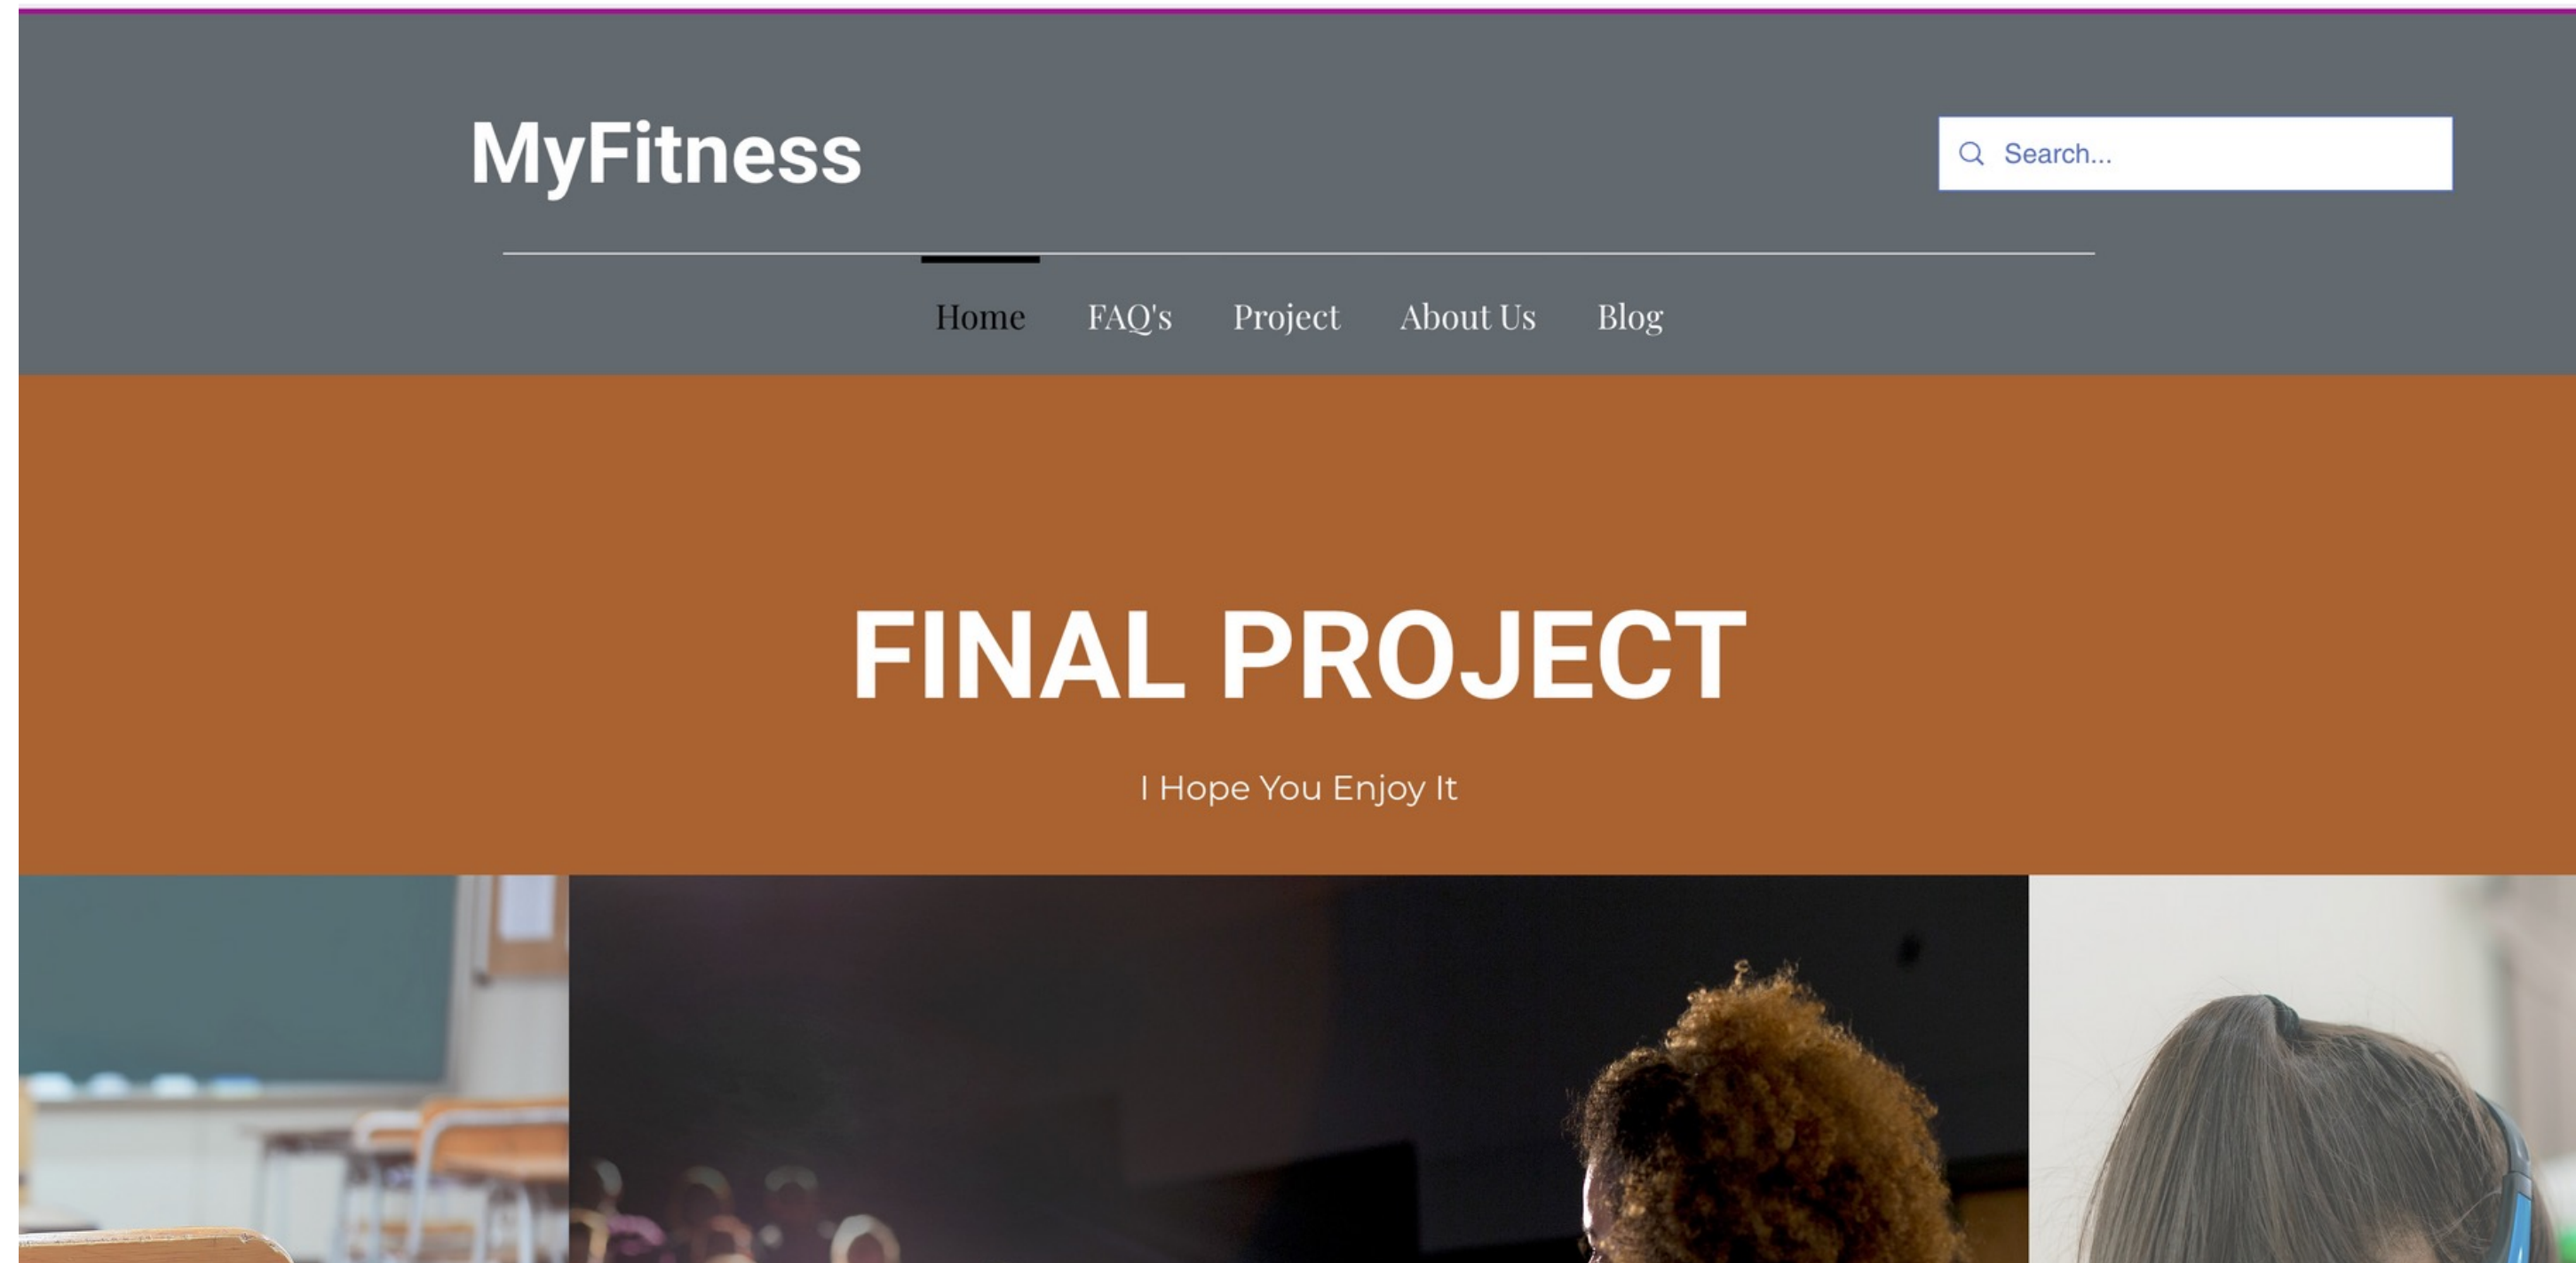 MyFitness
Search...
Home FAQ's Project About Us Blog
FINAL PROJECT
I Hope You Enjoy It